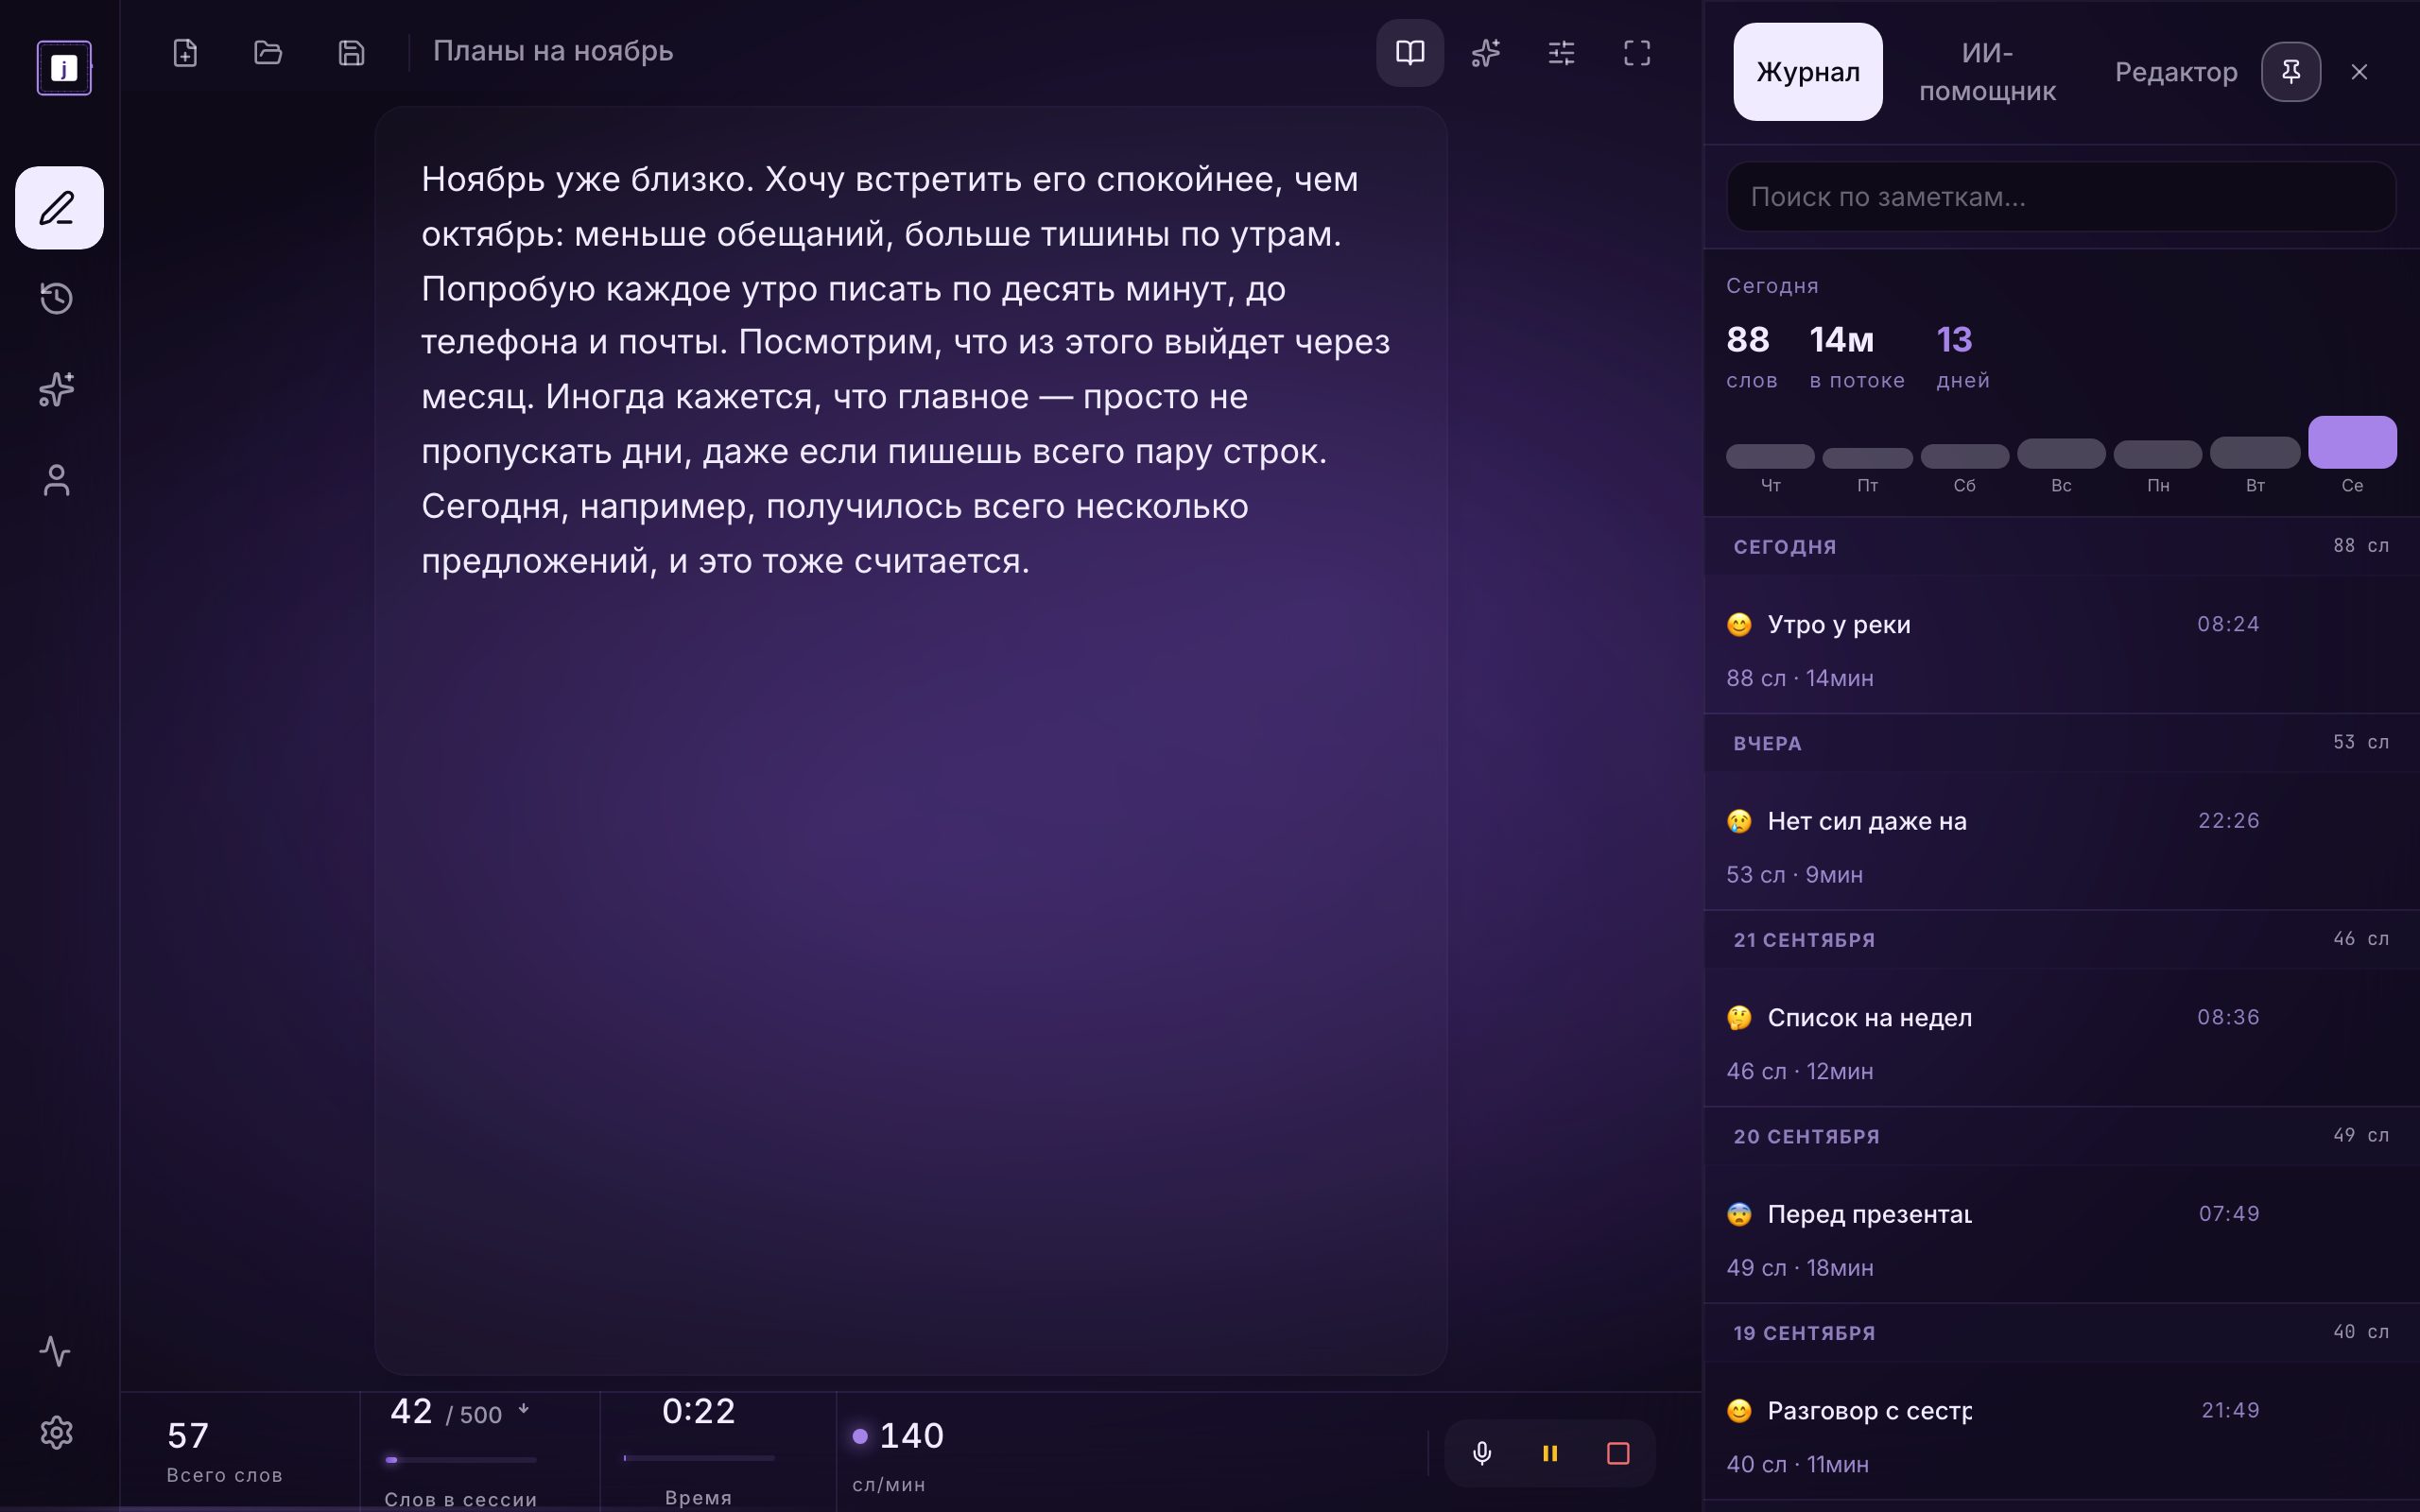 j
Планы на ноябрь
Ноябрь уже близко. Хочу встретить его спокойнее, чем
октябрь: меньше обещаний, больше тишины по утрам.
Попробую каждое утро писать по десять минут, до
телефона и почты. Посмотрим, что из этого выйдет через
месяц. Иногда кажется, что главное — просто не
пропускать дни, даже если пишешь всего пару строк.
Сегодня, например, получилось всего несколько
предложений, и это тоже считается.
57
Всего слов
42 / 500
Слов в сессии
0:22
Время
140
сл/мин
Журнал
ИИ-
помощник
Редактор
Поиск по заметкам...
Сегодня
88 14м 13
слов в потоке дней
Чт Пт Сб Вс Пн Вт Се
СЕГОДНЯ 88 сл
Утро у реки 08:24
88 сл · 14мин
ВЧЕРА 53 сл
Нет сил даже на 22:26
53 сл · 9мин
21 СЕНТЯБРЯ 46 сл
Список на недел 08:36
46 сл · 12мин
20 СЕНТЯБРЯ 49 сл
Перед презентац 07:49
49 сл · 18мин
19 СЕНТЯБРЯ 40 сл
Разговор с сестр 21:49
40 сл · 11мин